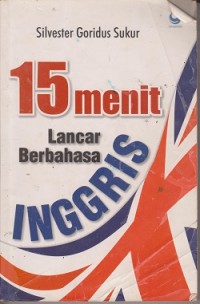 Silvester Goridus Sukur
15 menit
Lancar
Berbahasa
INGGRIS